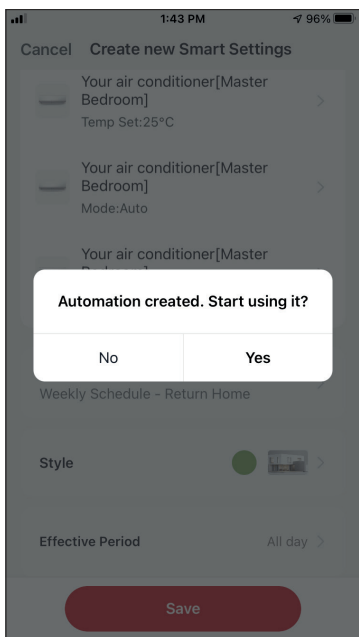 1:43 PM
96%
Cancel Create new Smart Settings
Your air conditioner[Master
Bedroom]
Temp Set:25°C
Your air conditioner[Master
Bedroom]
Mode:Auto
Your air conditioner[Master
Automation created. Start using it?
No Yes
Weekly Schedule - Return Home
Style
Effective Period All day
Save